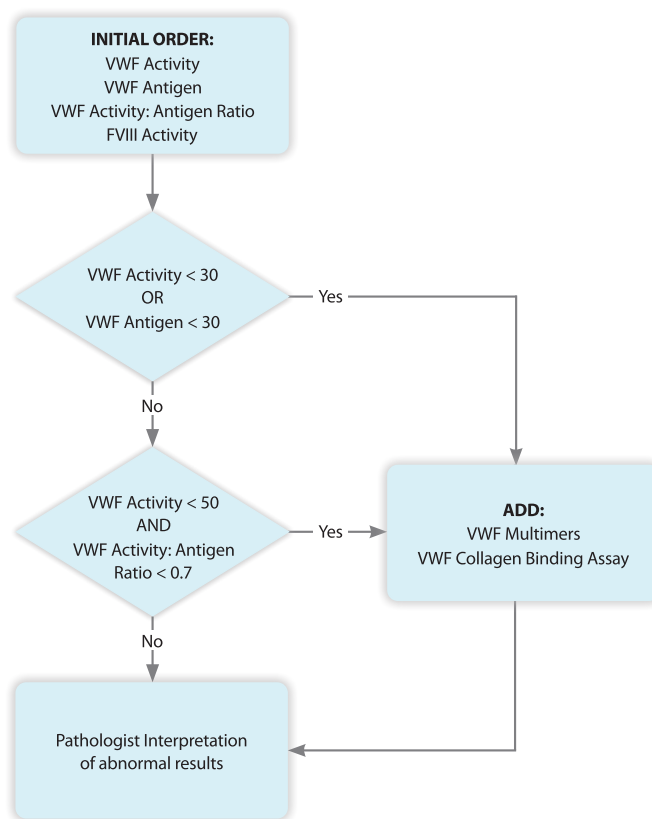 INITIAL ORDER:
VWF Activity
VWF Antigen
VWF Activity: Antigen Ratio
FVIII Activity
VWF Activity < 30
OR
VWF Antigen < 30
Yes
No
VWF Activity < 50
AND
VWF Activity: Antigen
Ratio < 0.7
Yes
ADD:
VWF Multimers
VWF Collagen Binding Assay
No
Pathologist Interpretation
of abnormal results